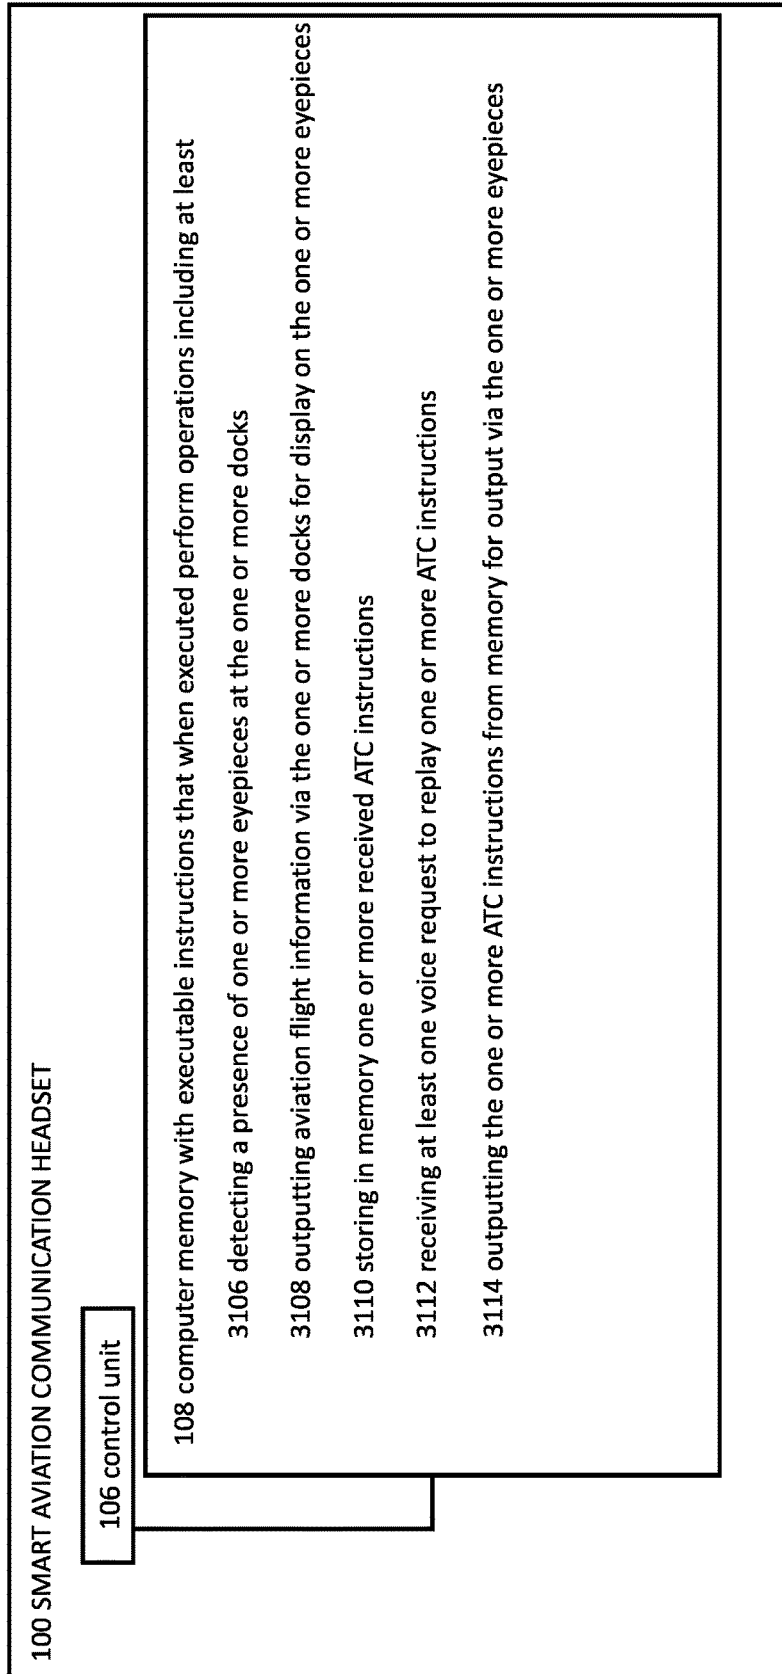 100 SMART AVIATION COMMUNICATION HEADSET
106 control unit
108 computer memory with executable instructions that when executed perform operations including at least
3106 detecting a presence of one or more eyepieces at the one or more docks
3108 outputting aviation flight information via the one or more docks for display on the one or more eyepieces
3110 storing in memory one or more received ATC instructions
3112 receiving at least one voice request to replay one or more ATC instructions
3114 outputting the one or more ATC instructions from memory for output via the one or more eyepieces